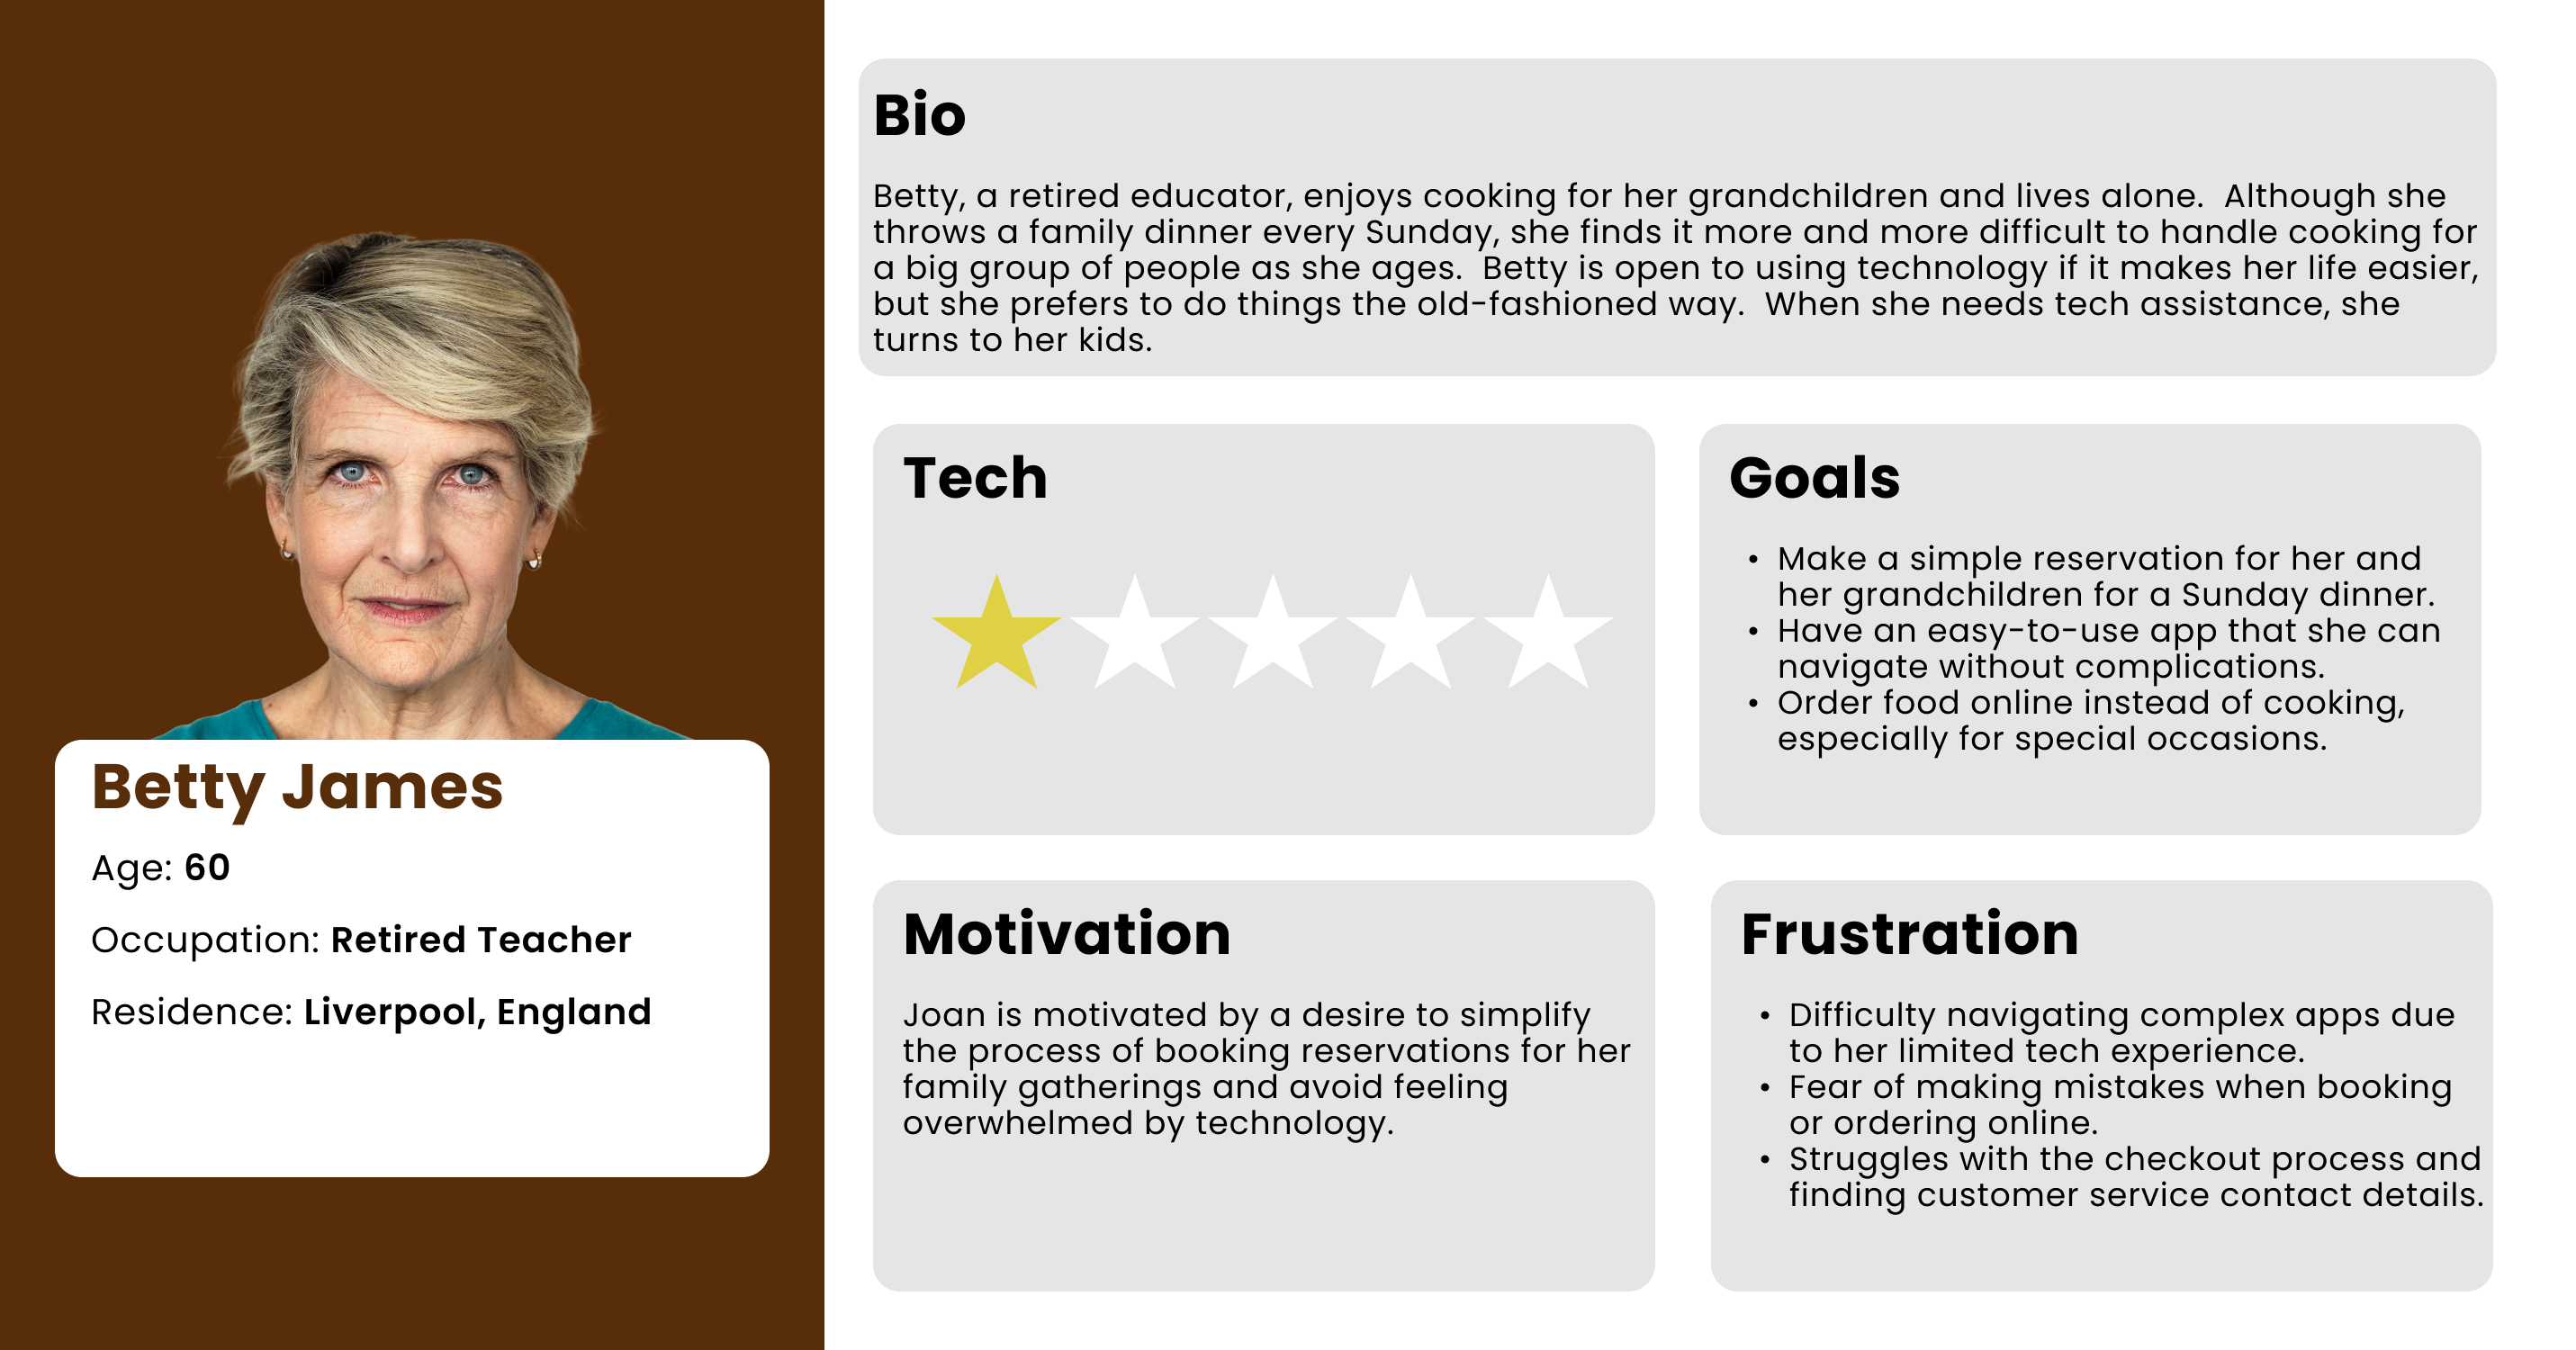 Betty James
Age: 60
Occupation: Retired Teacher
Residence: Liverpool, England
Bio
Betty, a retired educator, enjoys cooking for her grandchildren and lives alone.  Although she
throws a family dinner every Sunday, she finds it more and more difficult to handle cooking for
a big group of people as she ages.  Betty is open to using technology if it makes her life easier,
but she prefers to do things the old-fashioned way.  When she needs tech assistance, she
turns to her kids.
Tech
Goals
• Make a simple reservation for her and
her grandchildren for a Sunday dinner.
• Have an easy-to-use app that she can
navigate without complications.
• Order food online instead of cooking,
especially for special occasions.
Motivation
Joan is motivated by a desire to simplify
the process of booking reservations for her
family gatherings and avoid feeling
overwhelmed by technology.
Frustration
• Difficulty navigating complex apps due
to her limited tech experience.
• Fear of making mistakes when booking
or ordering online.
• Struggles with the checkout process and
finding customer service contact details.